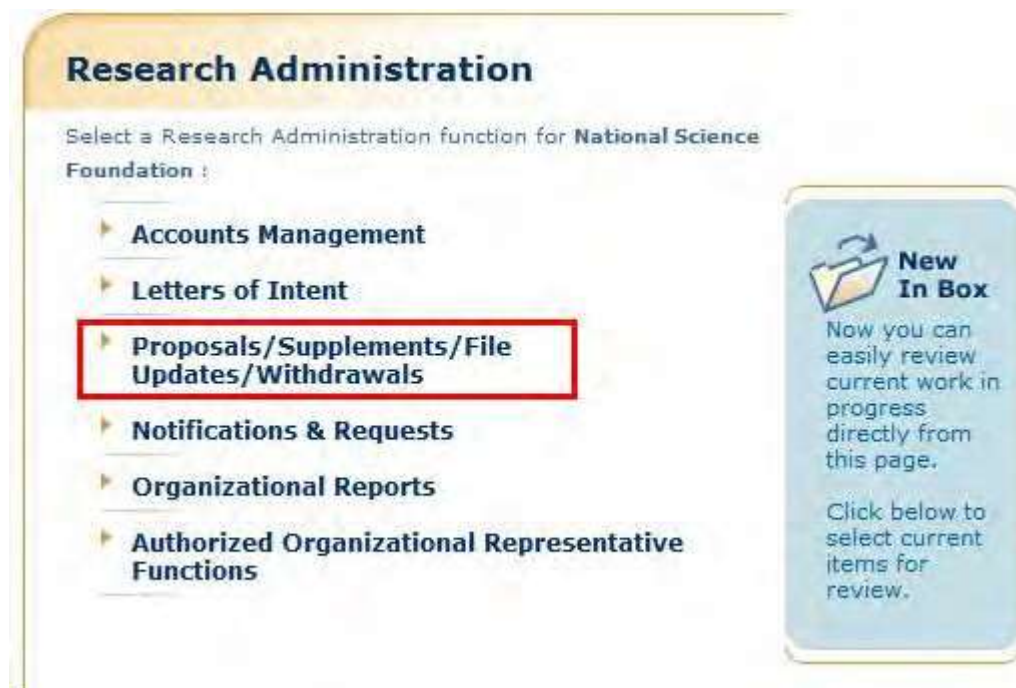 Research Administration
Select a Research Administration function for National Science
Foundation :
Accounts Management
Letters of Intent
Proposals/Supplements/File
Updates/Withdrawals
Notifications & Requests
Organizational Reports
Authorized Organizational Representative
Functions
New
In Box
Now you can
easily review
current work in
progress
directly from
this page.
Click below to
select current
items for
review.